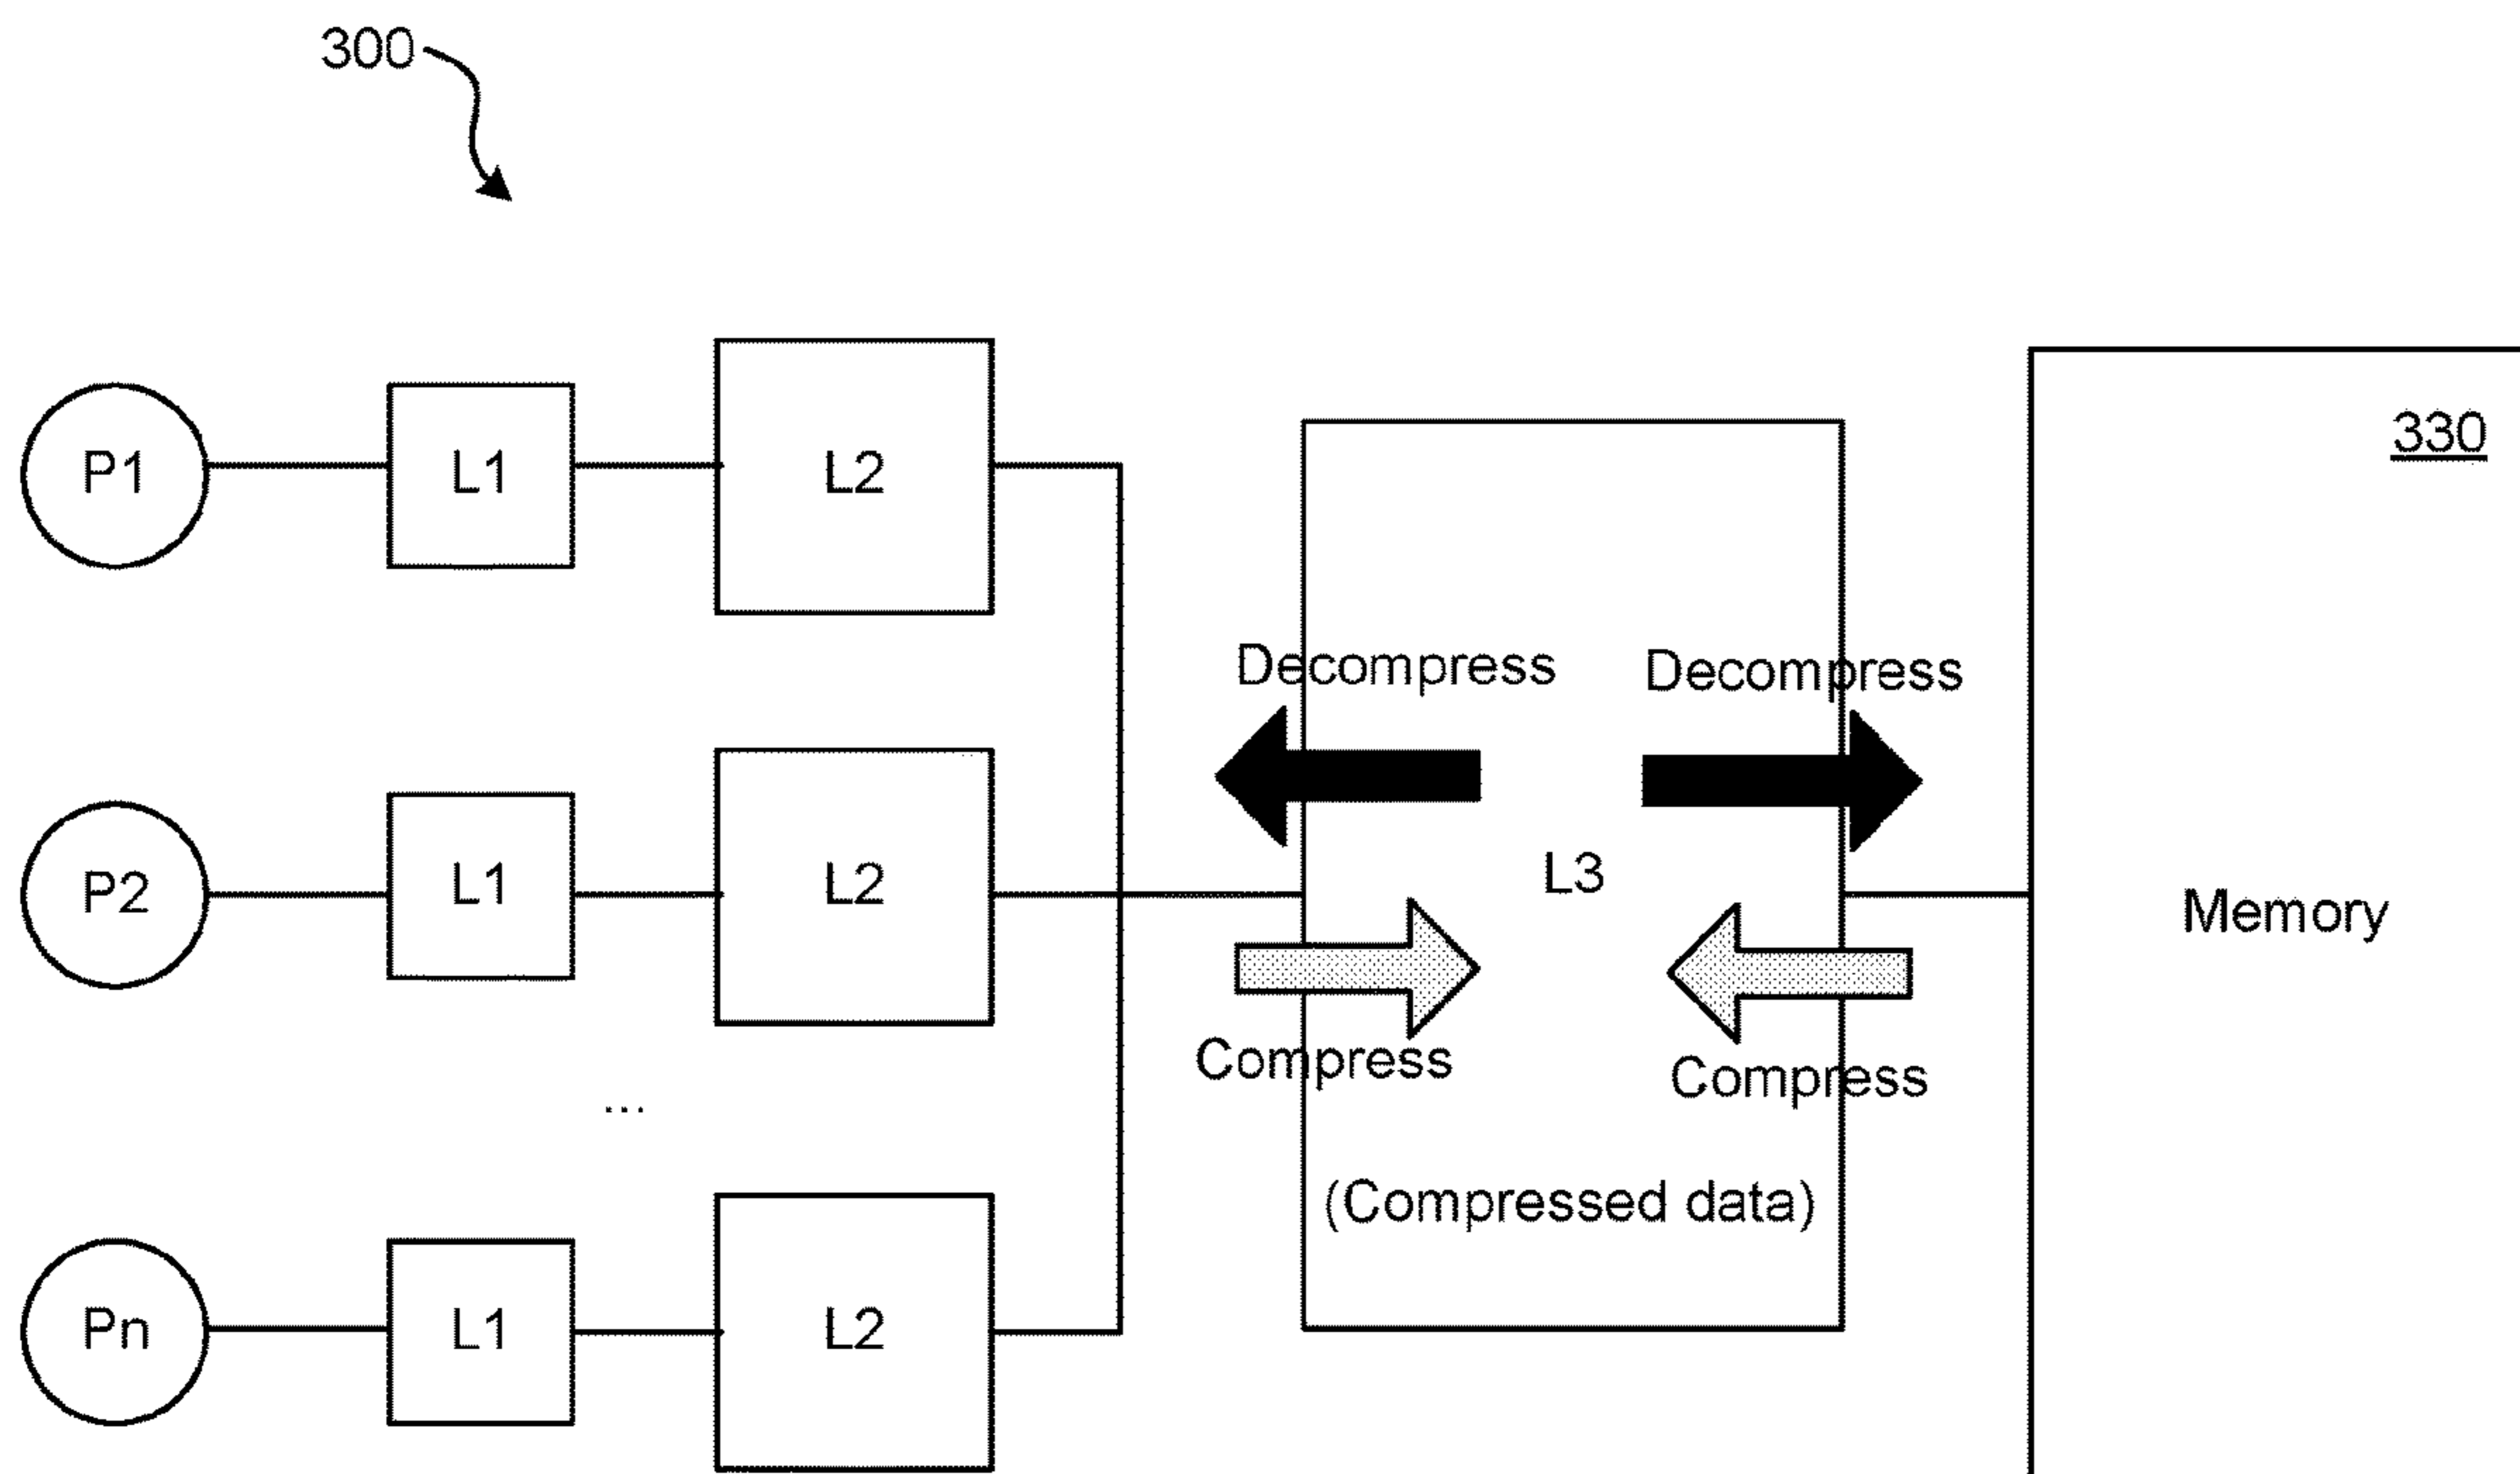 300
330
P1
L1
L2
Decompress
Decompress
P2
L1
L2
L3
Memory
Compress
Compress
...
(Compressed data)
Pn
L1
L2